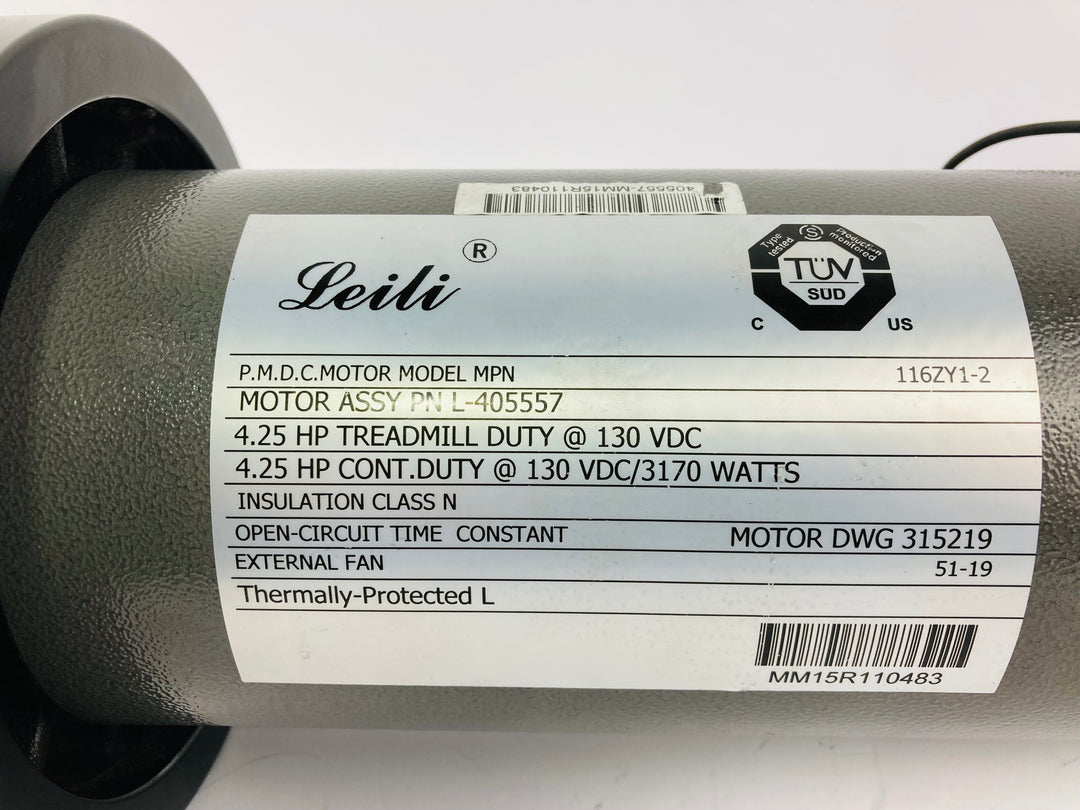 405557-MM15R110483
Leili ®
Type tested S Production monitored
TÜV
SÜD
C US
P.M.D.C.MOTOR MODEL MPN 116ZY1-2
MOTOR ASSY PN L-405557
4.25 HP TREADMILL DUTY @ 130 VDC
4.25 HP CONT.DUTY @ 130 VDC/3170 WATTS
INSULATION CLASS N
OPEN-CIRCUIT TIME CONSTANT MOTOR DWG 315219
EXTERNAL FAN 51-19
Thermally-Protected L
MM15R110483